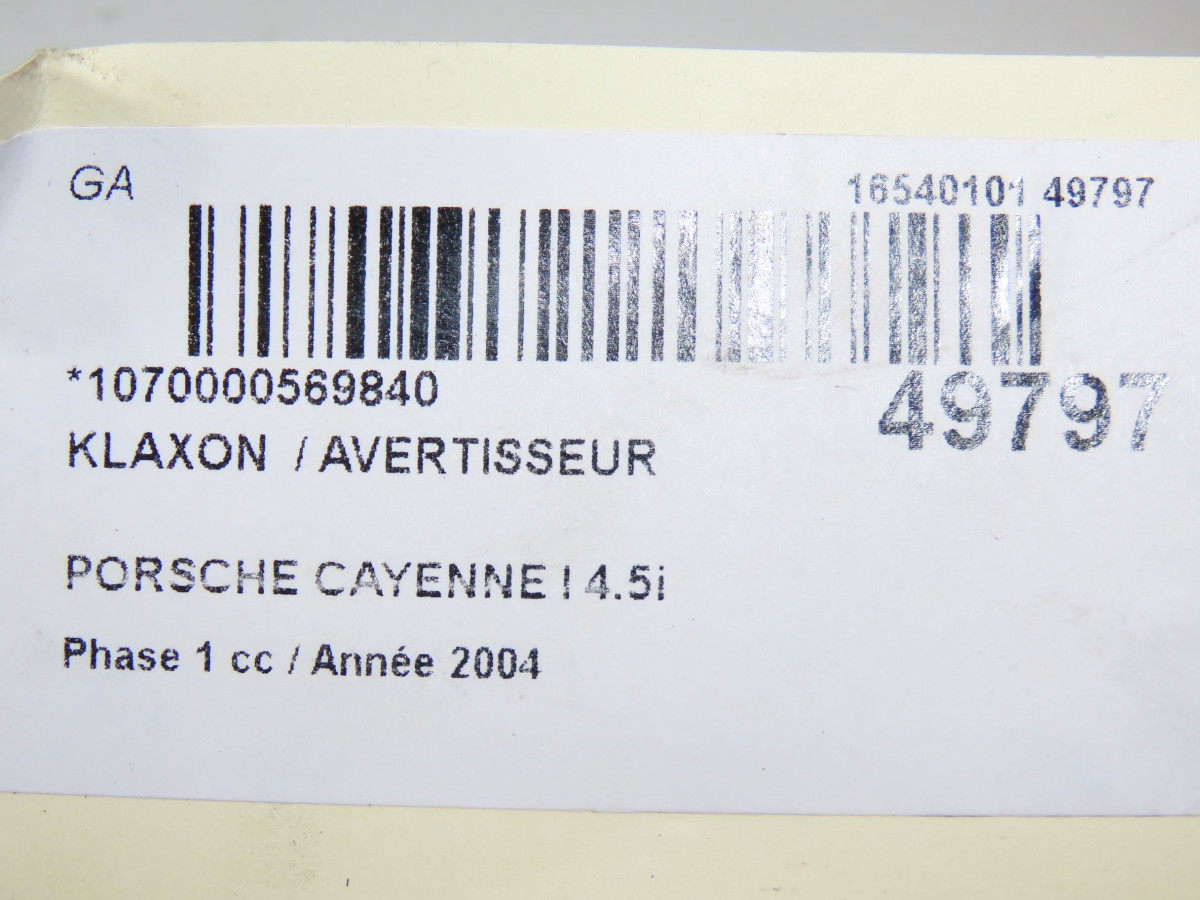 GA
16540101 49797
*1070000569840
49797
KLAXON / AVERTISSEUR
PORSCHE CAYENNE I 4.5i
Phase 1 cc / Année 2004